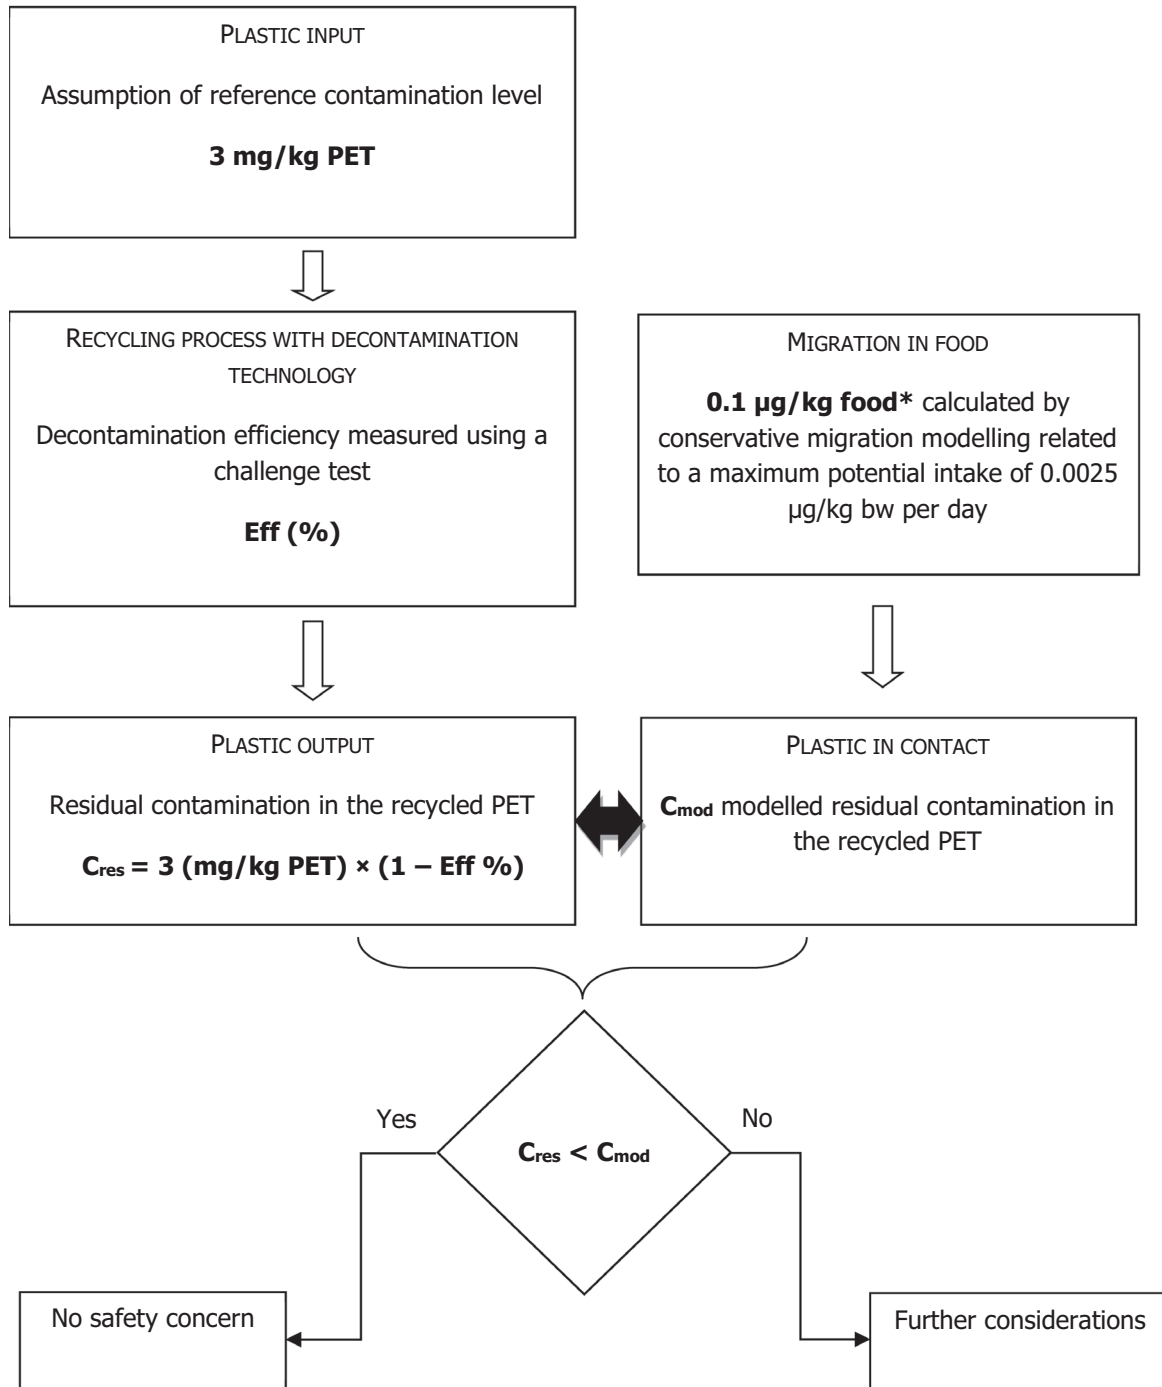 PLASTIC INPUT
Assumption of reference contamination level
3 mg/kg PET
RECYCLING PROCESS WITH DECONTAMINATION
TECHNOLOGY
Decontamination efficiency measured using a
challenge test
Eff (%)
MIGRATION IN FOOD
0.1 µg/kg food* calculated by
conservative migration modelling related
to a maximum potential intake of 0.0025
µg/kg bw per day
PLASTIC OUTPUT
Residual contamination in the recycled PET
Cres = 3 (mg/kg PET) × (1 – Eff %)
PLASTIC IN CONTACT
Cmod modelled residual contamination in
the recycled PET
Yes
No
Cres < Cmod
No safety concern
Further considerations